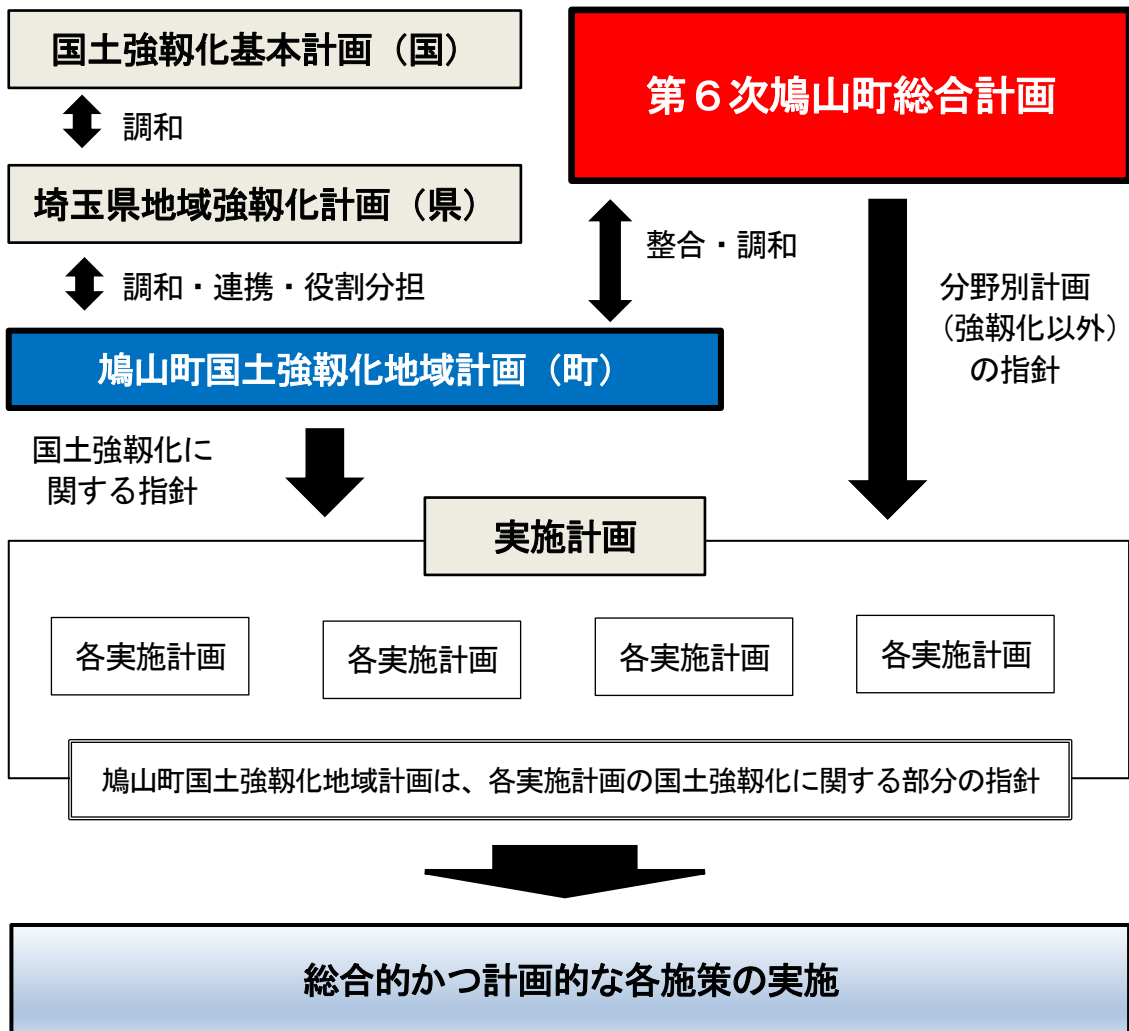 国土強靱化基本計画（国）
調和
埼玉県地域強靱化計画（県）
調和・連携・役割分担
鳩山町国土強靱化地域計画（町）
第６次鳩山町総合計画
整合・調和
分野別計画
（強靱化以外）
の指針
国土強靱化に
関する指針
実施計画
各実施計画
各実施計画
各実施計画
各実施計画
鳩山町国土強靱化地域計画は、各実施計画の国土強靱化に関する部分の指針
総合的かつ計画的な各施策の実施